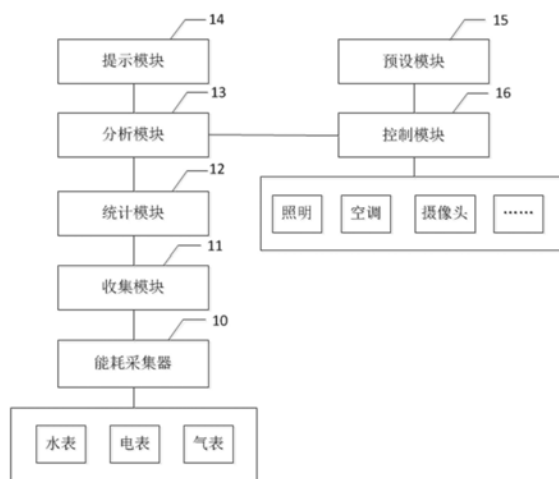 14
提示模块
13
分析模块
12
统计模块
11
收集模块
10
能耗采集器
水表 电表 气表
15
预设模块
16
控制模块
照明 空调 摄像头 ……